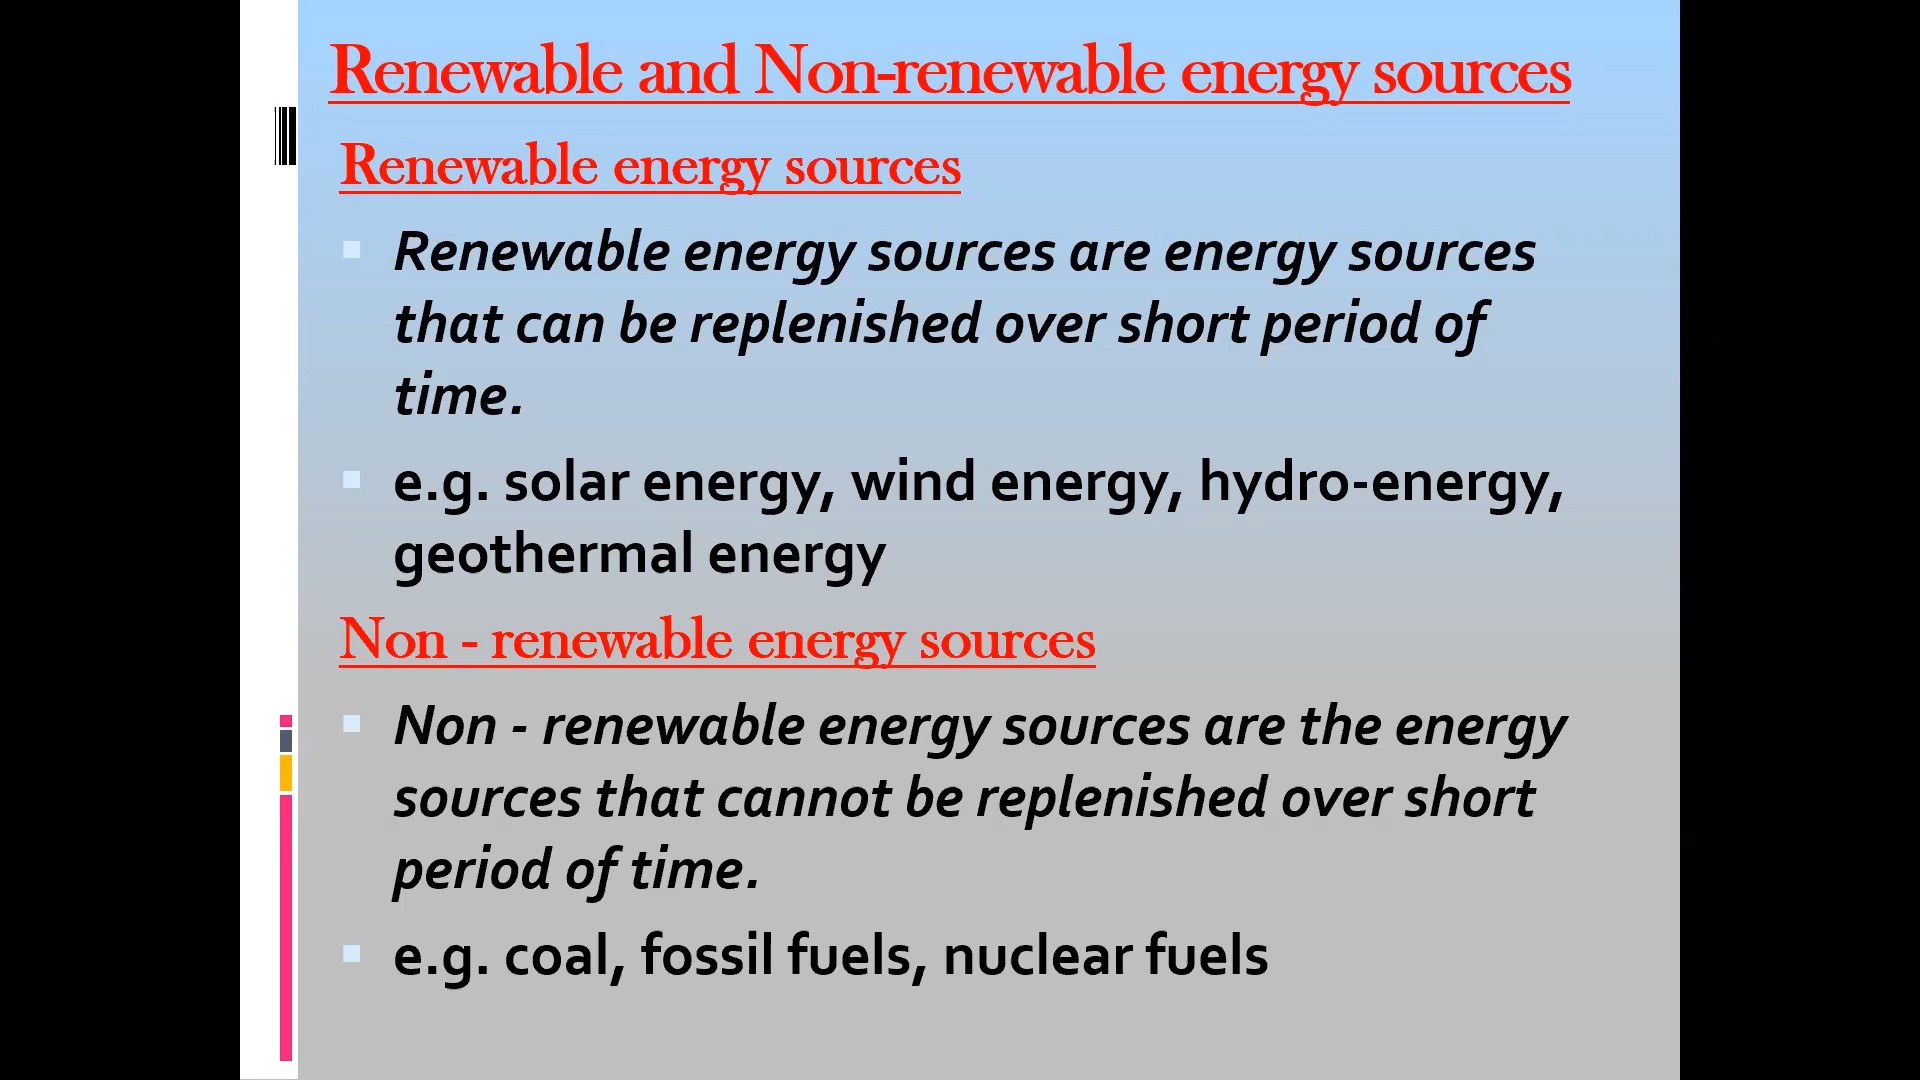 Renewable and Non-renewable energy sources
Renewable energy sources
Renewable energy sources are energy sources
that can be replenished over short period of
time.
e.g. solar energy, wind energy, hydro-energy,
geothermal energy
Non - renewable energy sources
Non - renewable energy sources are the energy
sources that cannot be replenished over short
period of time.
e.g. coal, fossil fuels, nuclear fuels